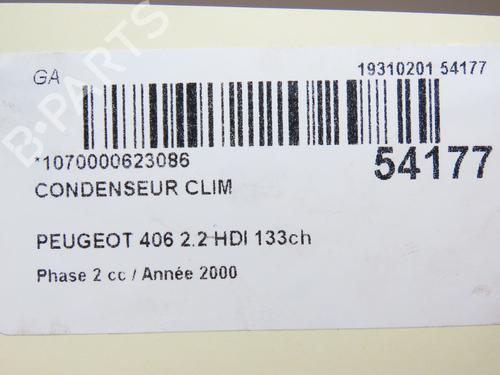 GA
19310201 54177
*1070000623086
54177
CONDENSEUR CLIM
PEUGEOT 406 2.2 HDI 133ch
Phase 2 cc / Année 2000
B-PARTS